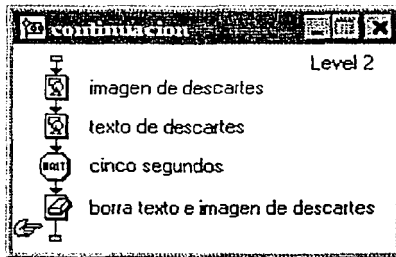 continuacion
Level 2
imagen de descartes
texto de descartes
WAIT
cinco segundos
borra texto e imagen de descartes